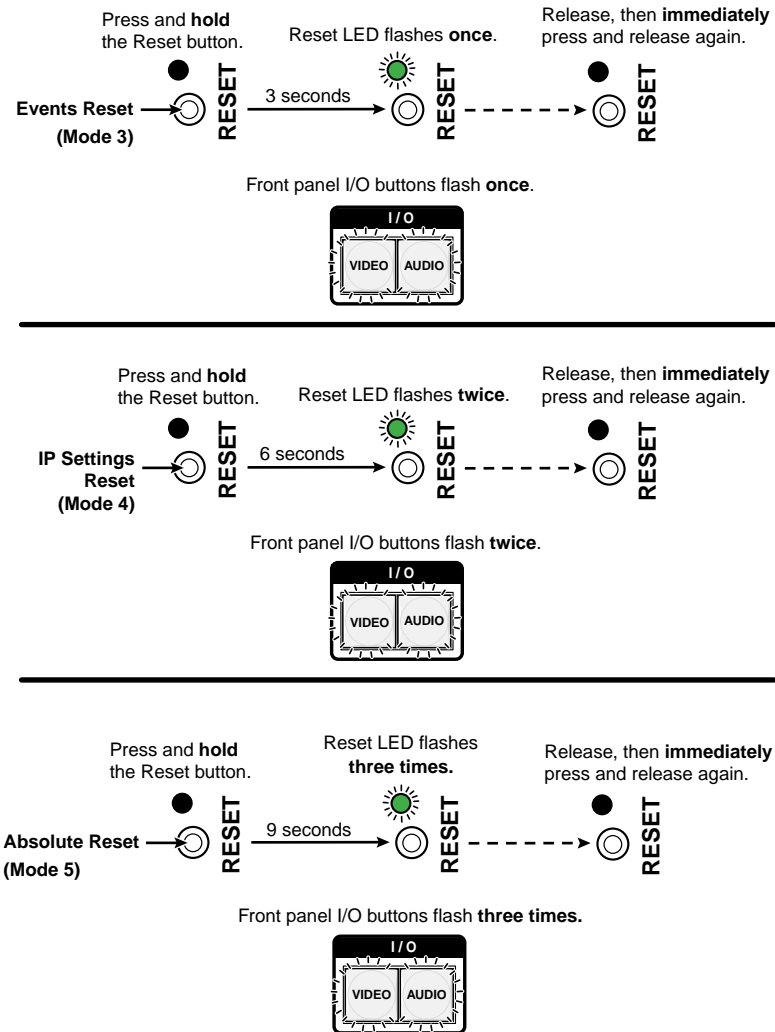 Press and hold
the Reset button.
Reset LED flashes once.
Release, then immediately
press and release again.
Events Reset
(Mode 3)
RESET
3 seconds
RESET
RESET
Front panel I/O buttons flash once.
I / O
VIDEO
AUDIO
Press and hold
the Reset button.
Reset LED flashes twice.
Release, then immediately
press and release again.
IP Settings
Reset
(Mode 4)
RESET
6 seconds
RESET
RESET
Front panel I/O buttons flash twice.
I / O
VIDEO
AUDIO
Press and hold
the Reset button.
Reset LED flashes
three times.
Release, then immediately
press and release again.
Absolute Reset
(Mode 5)
RESET
9 seconds
RESET
RESET
Front panel I/O buttons flash three times.
I / O
VIDEO
AUDIO